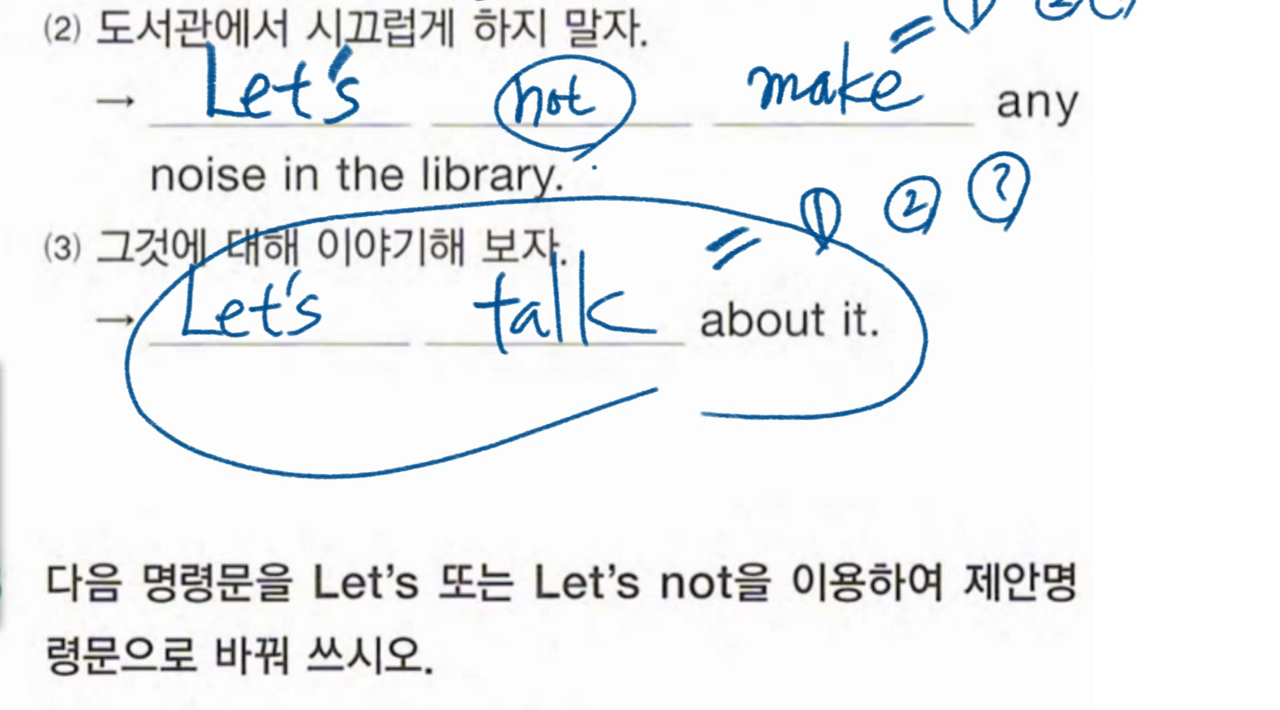 (2) 도서관에서 시끄럽게 하지 말자.
= ①
→ Let's not make any
noise in the library.
① ② ?
(3) 그것에 대해 이야기해 보자. =
→ Let's talk about it.
다음 명령문을 Let's 또는 Let's not을 이용하여 제안명
령문으로 바꿔 쓰시오.